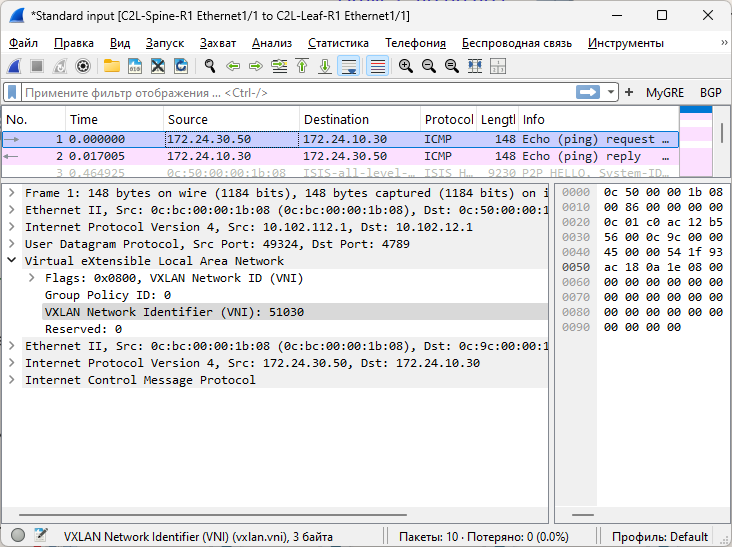 *Standard input [C2L-Spine-R1 Ethernet1/1 to C2L-Leaf-R1 Ethernet1/1]
Файл Правка Вид Запуск Захват Анализ Статистика Телефония Беспроводная связь Инструменты »
Примените фильтр отображения ... <Ctrl-/> + MyGRE BGP
No. Time Source Destination Protocol Lengtl Info
1 0.000000 172.24.30.50 172.24.10.30 ICMP 148 Echo (ping) request …
2 0.017005 172.24.10.30 172.24.30.50 ICMP 148 Echo (ping) reply …
3 0.464925 0c:50:00:00:1b:08 ISIS-all-level-… ISIS H… 9230 P2P HELLO, System-ID…
Frame 1: 148 bytes on wire (1184 bits), 148 bytes captured (1184 bits) on i
Ethernet II, Src: 0c:bc:00:00:1b:08 (0c:bc:00:00:1b:08), Dst: 0c:50:00:00:1
Internet Protocol Version 4, Src: 10.102.112.1, Dst: 10.102.12.1
User Datagram Protocol, Src Port: 49324, Dst Port: 4789
Virtual eXtensible Local Area Network
Flags: 0x0800, VXLAN Network ID (VNI)
Group Policy ID: 0
VXLAN Network Identifier (VNI): 51030
Reserved: 0
Ethernet II, Src: 0c:bc:00:00:1b:08 (0c:bc:00:00:1b:08), Dst: 0c:9c:00:00:1
Internet Protocol Version 4, Src: 172.24.30.50, Dst: 172.24.10.30
Internet Control Message Protocol
0000 0c 50 00 00 1b 08
0010 00 86 00 00 00 00
0020 0c 01 c0 ac 12 b5
0030 56 00 0c 9c 00 00
0040 45 00 00 54 1f 93
0050 ac 18 0a 1e 08 00
0060 00 00 00 00 00 00
0070 00 00 00 00 00 00
0080 00 00 00 00 00 00
0090 00 00 00 00
VXLAN Network Identifier (VNI) (vxlan.vni), 3 байта Пакеты: 10 · Потеряно: 0 (0.0%) Профиль: Default